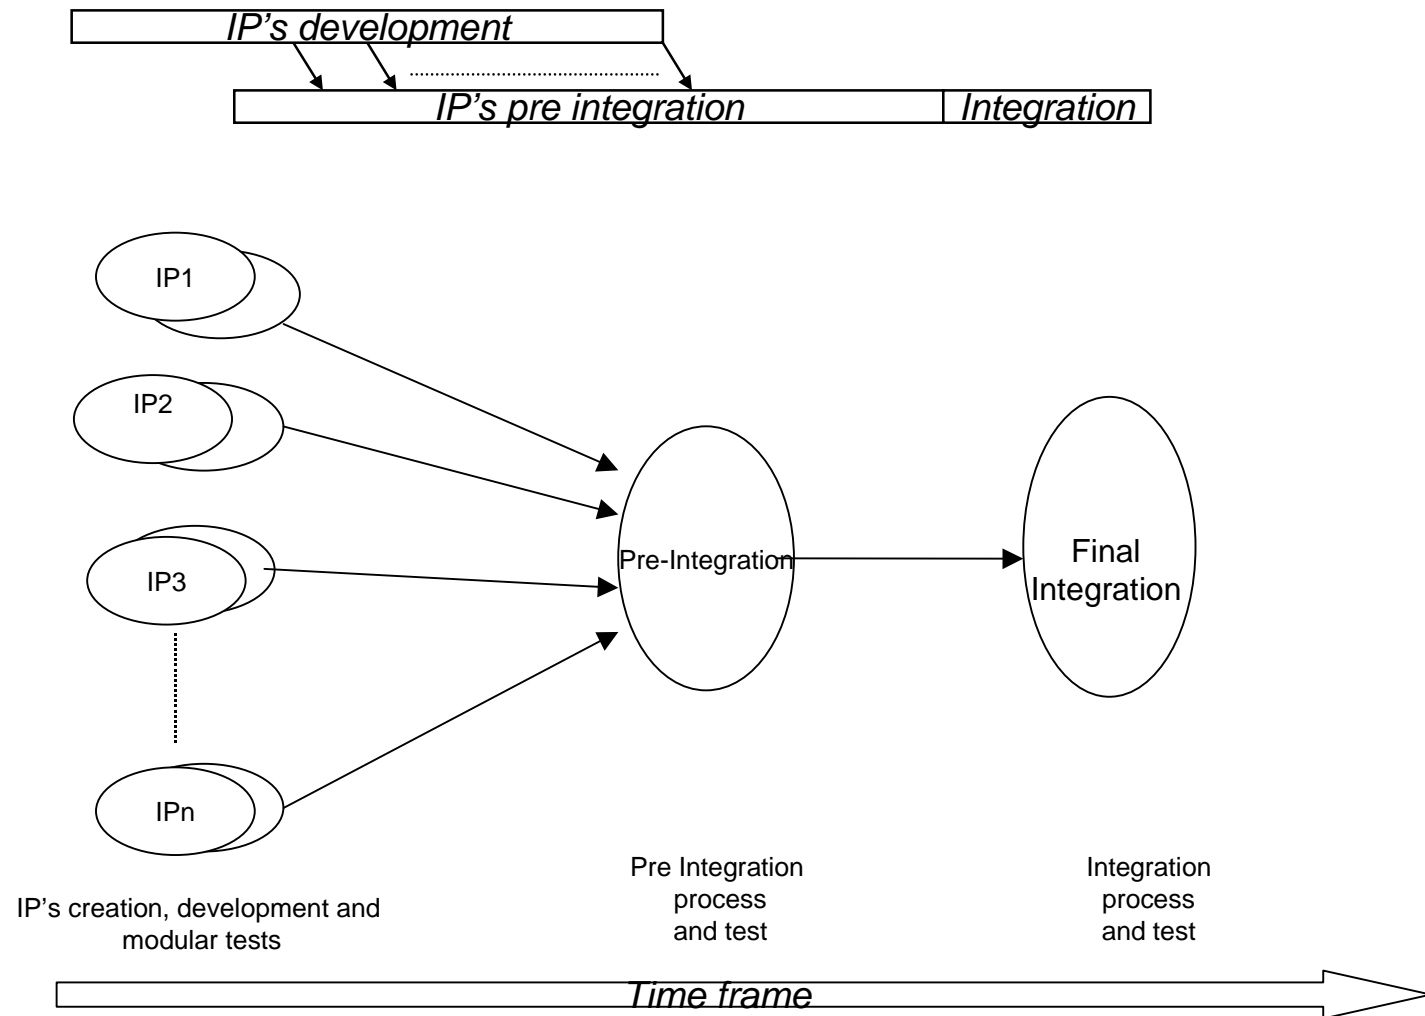 IP's development
IP's pre integration
Integration
IP1
IP2
IP3
IPn
Pre-Integration
Final
Integration
Pre Integration
process
and test
Integration
process
and test
IP's creation, development and
modular tests
Time frame